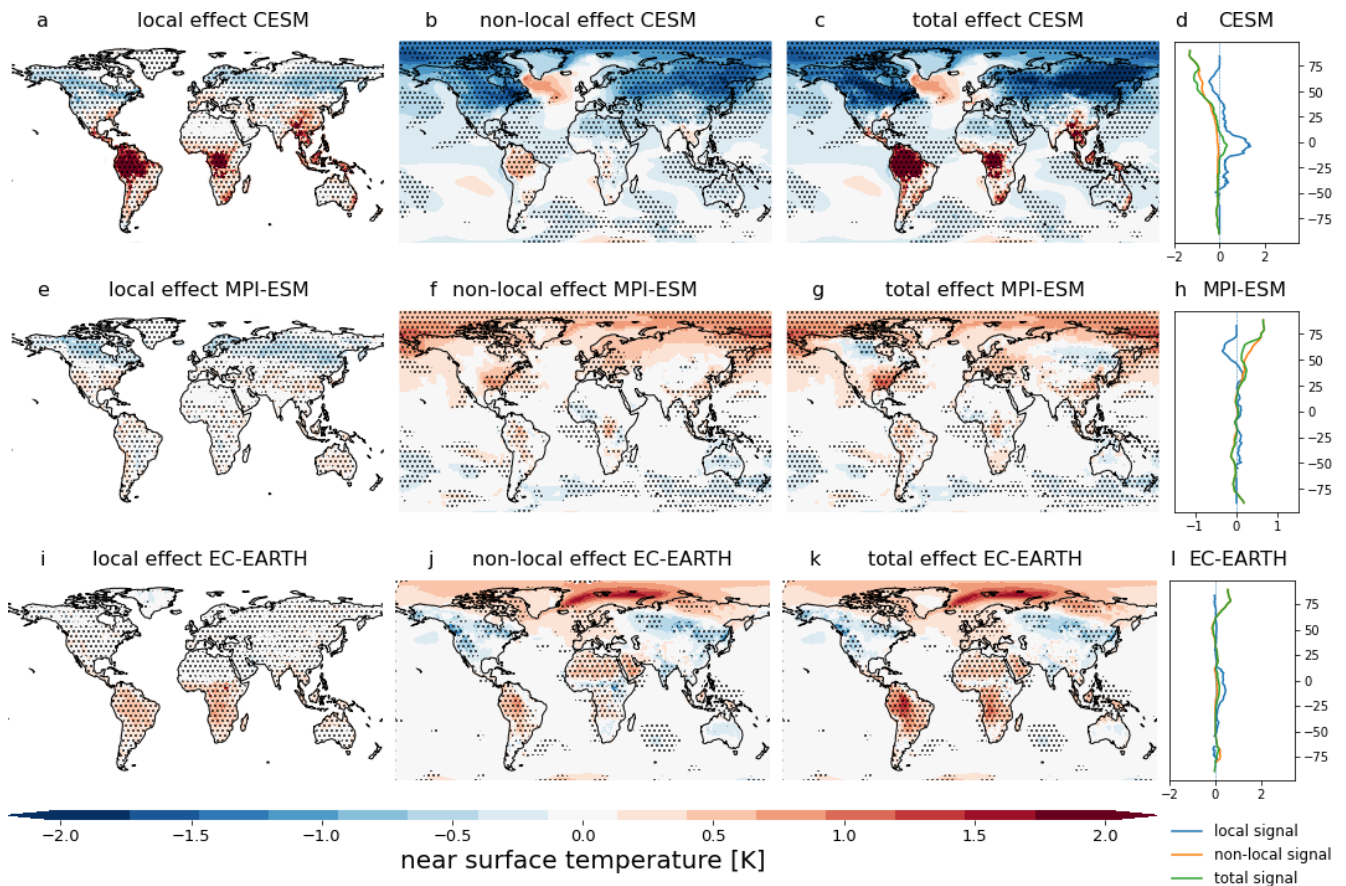 a local effect CESM
b non-local effect CESM
c total effect CESM
d CESM
75
50
25
0
−25
−50
−75
−2 0 2
e local effect MPI-ESM
f non-local effect MPI-ESM
g total effect MPI-ESM
h MPI-ESM
75
50
25
0
−25
−50
−75
−1 0 1
i local effect EC-EARTH
j non-local effect EC-EARTH
k total effect EC-EARTH
l EC-EARTH
75
50
25
0
−25
−50
−75
−2 0 2
−2.0 −1.5 −1.0 −0.5 0.0 0.5 1.0 1.5 2.0
near surface temperature [K]
local signal
non-local signal
total signal